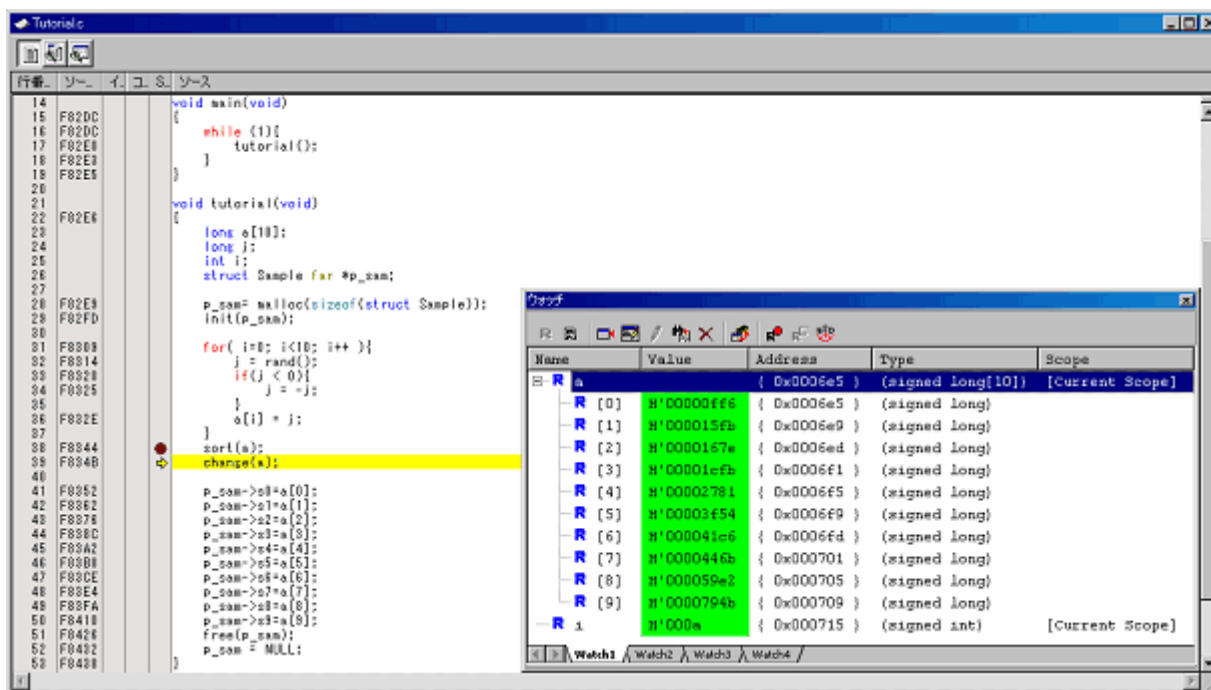 Tutorial.c
行番... ソー... イ. コ. S. ソース
14 void main(void)
15 F82DC {
16 F82DC while (1){
17 F82E0 tutorial();
18 F82E3 }
19 F82E5 }
20
21 void tutorial(void)
22 F82E6 {
23 long a[10];
24 long j;
25 int i;
26 struct Sample far *p_sam;
27
28 F82E9 p_sam= malloc(sizeof(struct Sample));
29 F82FD init(p_sam);
30
31 F8309 for( i=0; i<10; i++ ){
32 F8314 j = rand();
33 F8320 if(j < 0){
34 F8325 j = -j;
35 }
36 F832E a[i] = j;
37 }
38 F8344 sort(a);
39 F834B change(a);
40
41 F8352 p_sam->s0=a[0];
42 F8362 p_sam->s1=a[1];
43 F8376 p_sam->s2=a[2];
44 F838C p_sam->s3=a[3];
45 F83A2 p_sam->s4=a[4];
46 F83B8 p_sam->s5=a[5];
47 F83CE p_sam->s6=a[6];
48 F83E4 p_sam->s7=a[7];
49 F83FA p_sam->s8=a[8];
50 F8410 p_sam->s9=a[9];
51 F8426 free(p_sam);
52 F8432 p_sam = NULL;
53 F8438 }
ウォッチ
Name Value Address Type Scope
R a { 0x0006e5 } (signed long[10]) [Current Scope]
R [0] H'00000ff6 { 0x0006e5 } (signed long)
R [1] H'000015fb { 0x0006e9 } (signed long)
R [2] H'0000167e { 0x0006ed } (signed long)
R [3] H'00001cfb { 0x0006f1 } (signed long)
R [4] H'00002781 { 0x0006f5 } (signed long)
R [5] H'00003f54 { 0x0006f9 } (signed long)
R [6] H'000041c6 { 0x0006fd } (signed long)
R [7] H'0000446b { 0x000701 } (signed long)
R [8] H'000059e2 { 0x000705 } (signed long)
R [9] H'0000794b { 0x000709 } (signed long)
R i H'000a { 0x000715 } (signed int) [Current Scope]
Watch1 Watch2 Watch3 Watch4